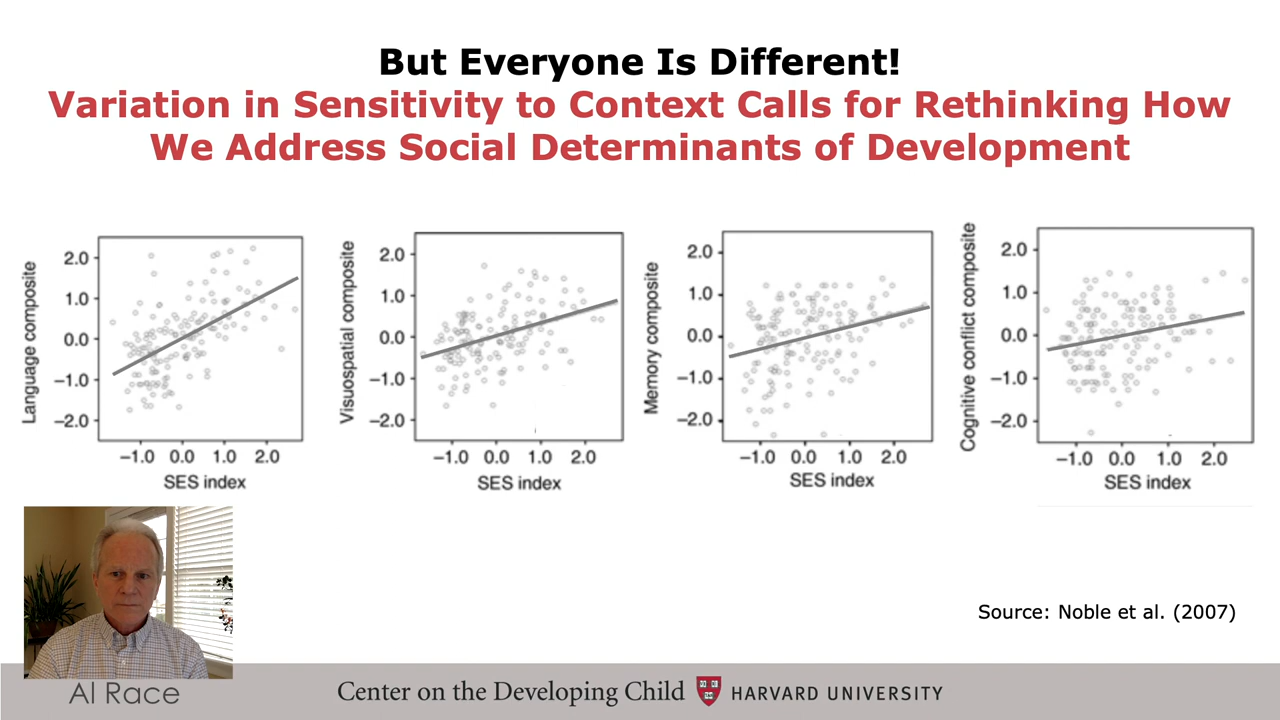 But Everyone Is Different!
Variation in Sensitivity to Context Calls for Rethinking How
We Address Social Determinants of Development
Language composite
2.0
1.0
0.0
−1.0
−2.0
−1.0 0.0 1.0 2.0
SES index
Visuospatial composite
2.0
1.0
0.0
−1.0
−2.0
−1.0 0.0 1.0 2.0
SES index
Memory composite
2.0
1.0
0.0
−1.0
−2.0
−1.0 0.0 1.0 2.0
SES index
Cognitive conflict composite
2.0
1.0
0.0
−1.0
−2.0
−1.0 0.0 1.0 2.0
SES index
Source: Noble et al. (2007)
Al Race
Center on the Developing Child HARVARD UNIVERSITY